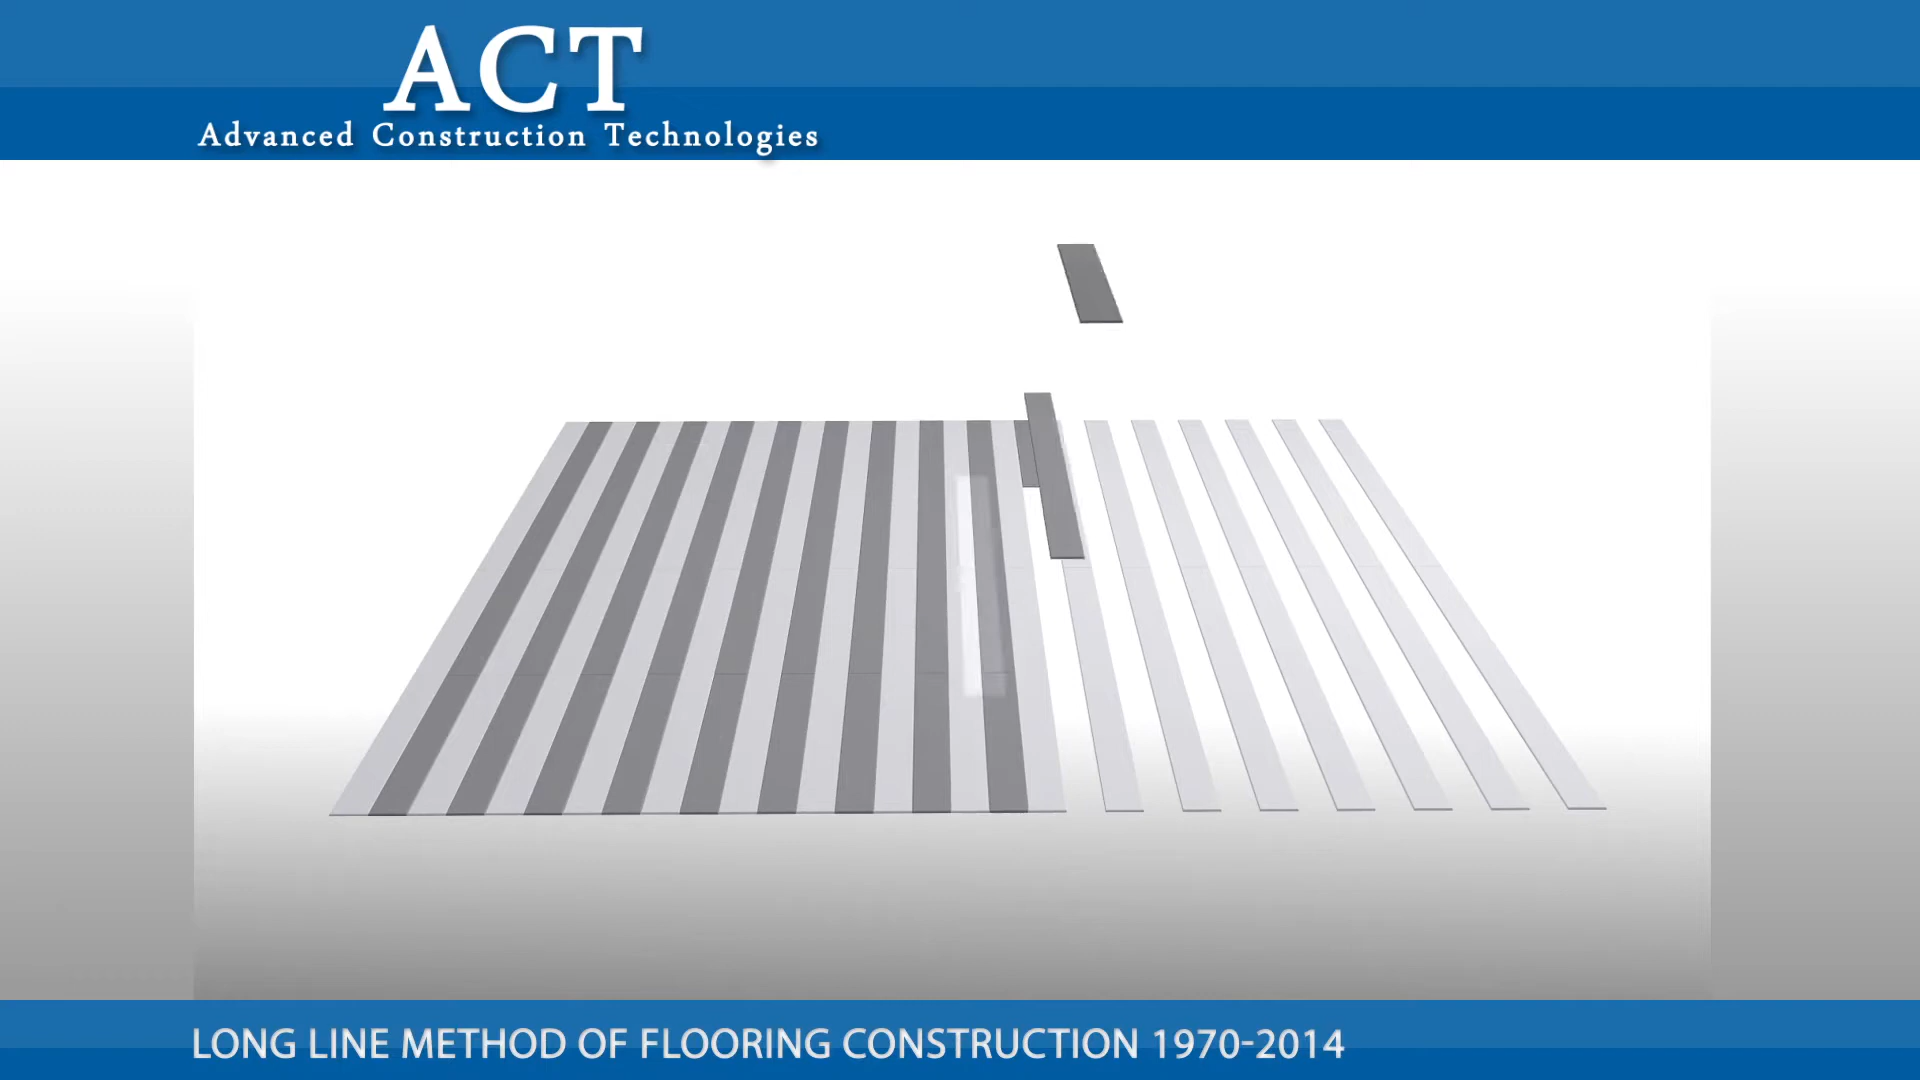 ACT
Advanced Construction Technologies
LONG LINE METHOD OF FLOORING CONSTRUCTION 1970-2014